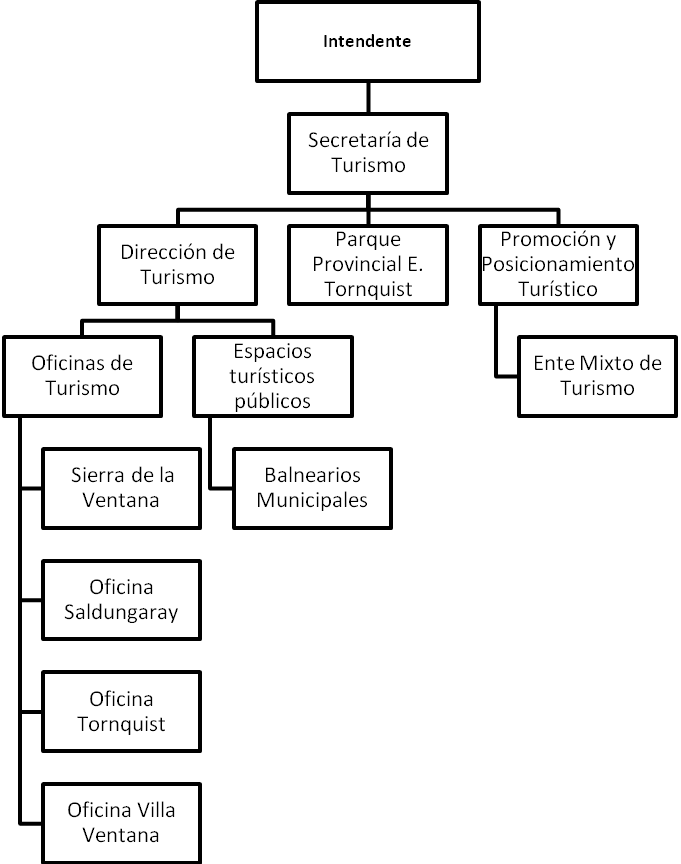 Intendente
Secretaría de
Turismo
Dirección de
Turismo
Parque
Provincial E.
Tornquist
Promoción y
Posicionamiento
Turístico
Oficinas de
Turismo
Espacios
turísticos
públicos
Ente Mixto de
Turismo
Sierra de la
Ventana
Balnearios
Municipales
Oficina
Saldungaray
Oficina
Tornquist
Oficina Villa
Ventana